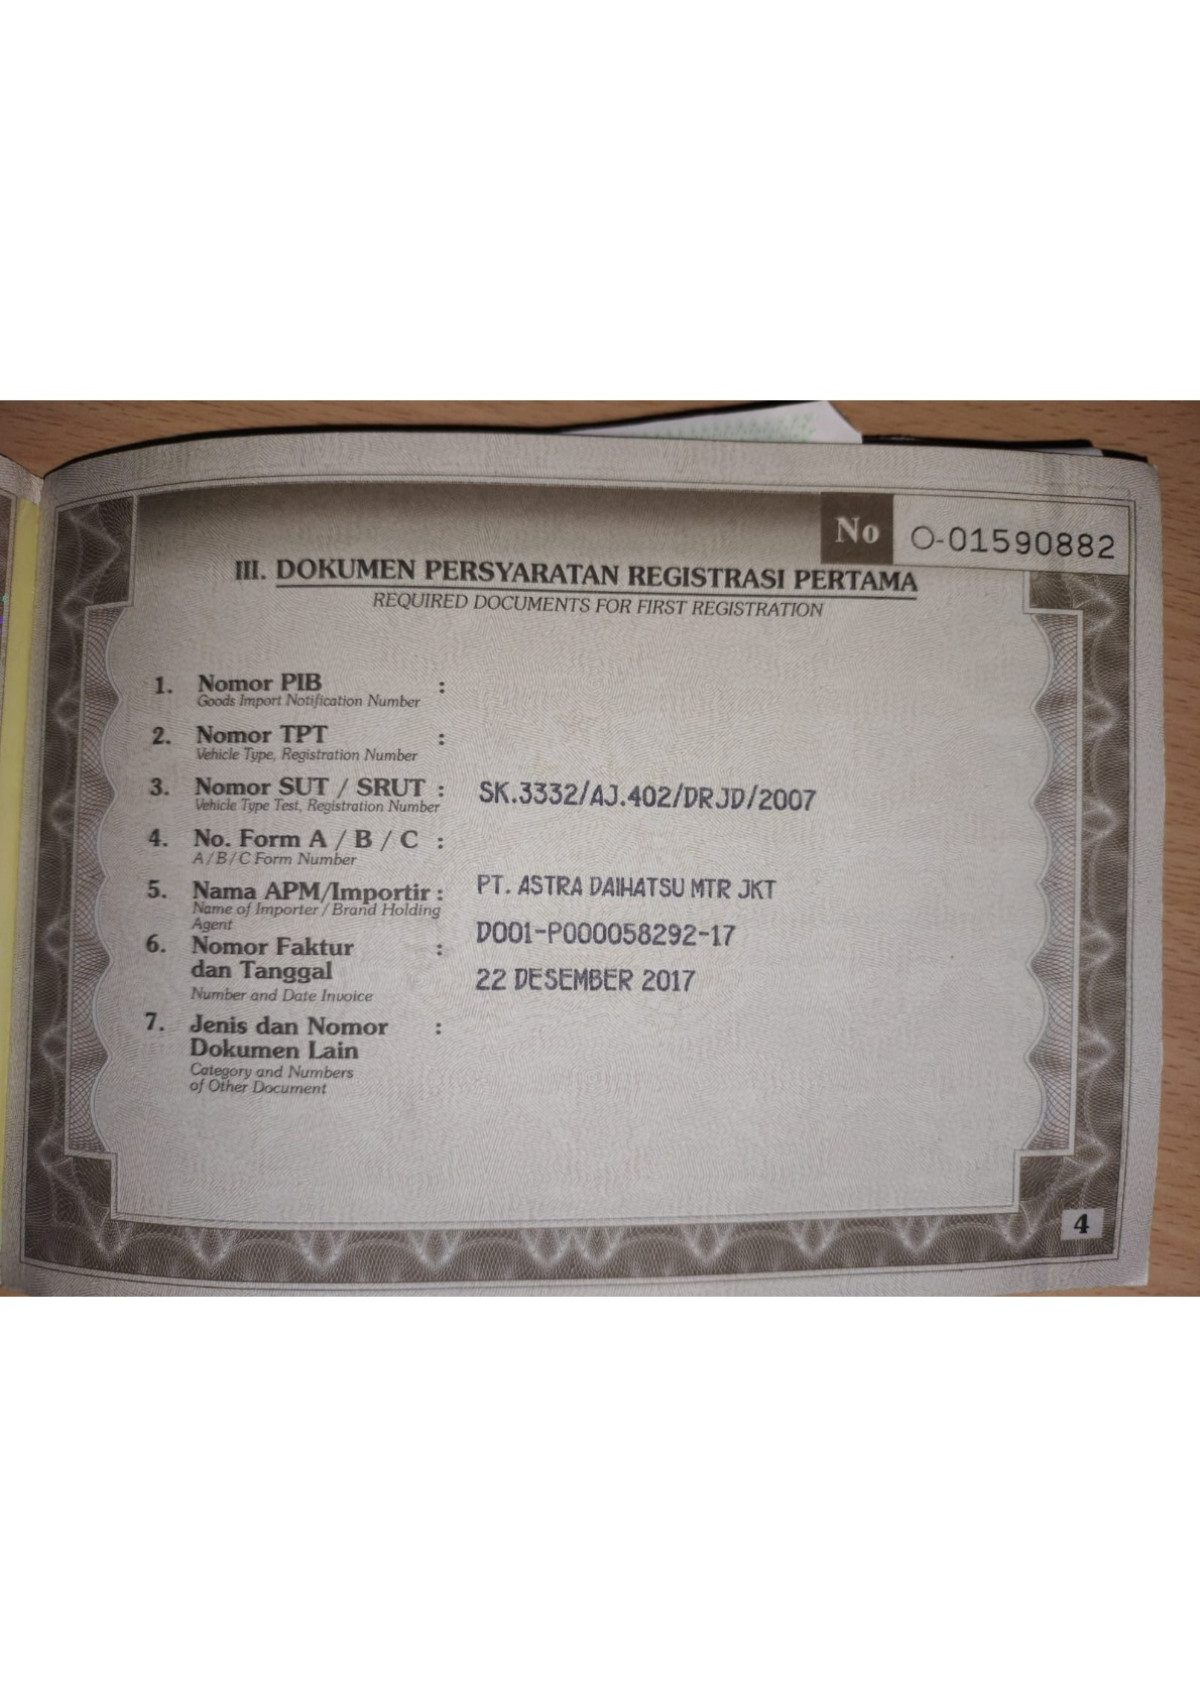 No O-01590882
III. DOKUMEN PERSYARATAN REGISTRASI PERTAMA
REQUIRED DOCUMENTS FOR FIRST REGISTRATION
1. Nomor PIB :
Goods Import Notification Number
2. Nomor TPT :
Vehicle Type, Registration Number
3. Nomor SUT / SRUT : SK.3332/AJ.402/DRJD/2007
Vehicle Type Test, Registration Number
4. No. Form A / B / C :
A / B / C Form Number
5. Nama APM/Importir : PT. ASTRA DAIHATSU MTR JKT
Name of Importer / Brand Holding
Agent
6. Nomor Faktur : D001-P000058292-17
dan Tanggal 22 DESEMBER 2017
Number and Date Invoice
7. Jenis dan Nomor :
Dokumen Lain
Category and Numbers
of Other Document
4